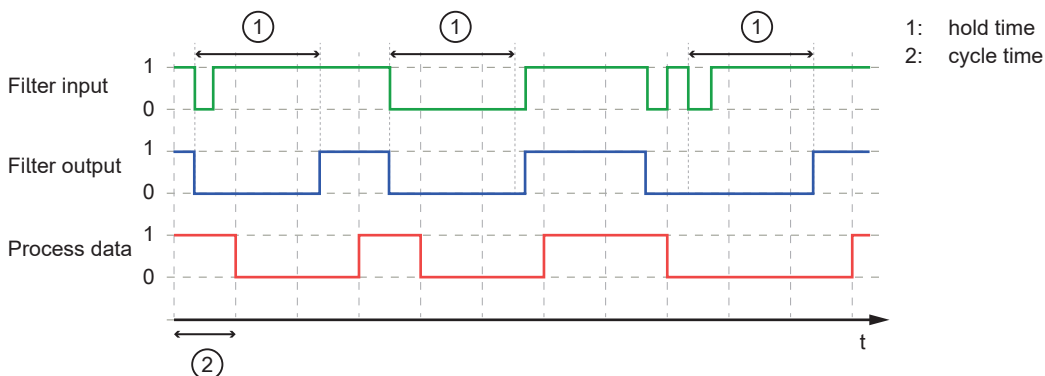 1 1 1
1: hold time
2: cycle time
Filter input 1
0
Filter output 1
0
Process data 1
0
t
2